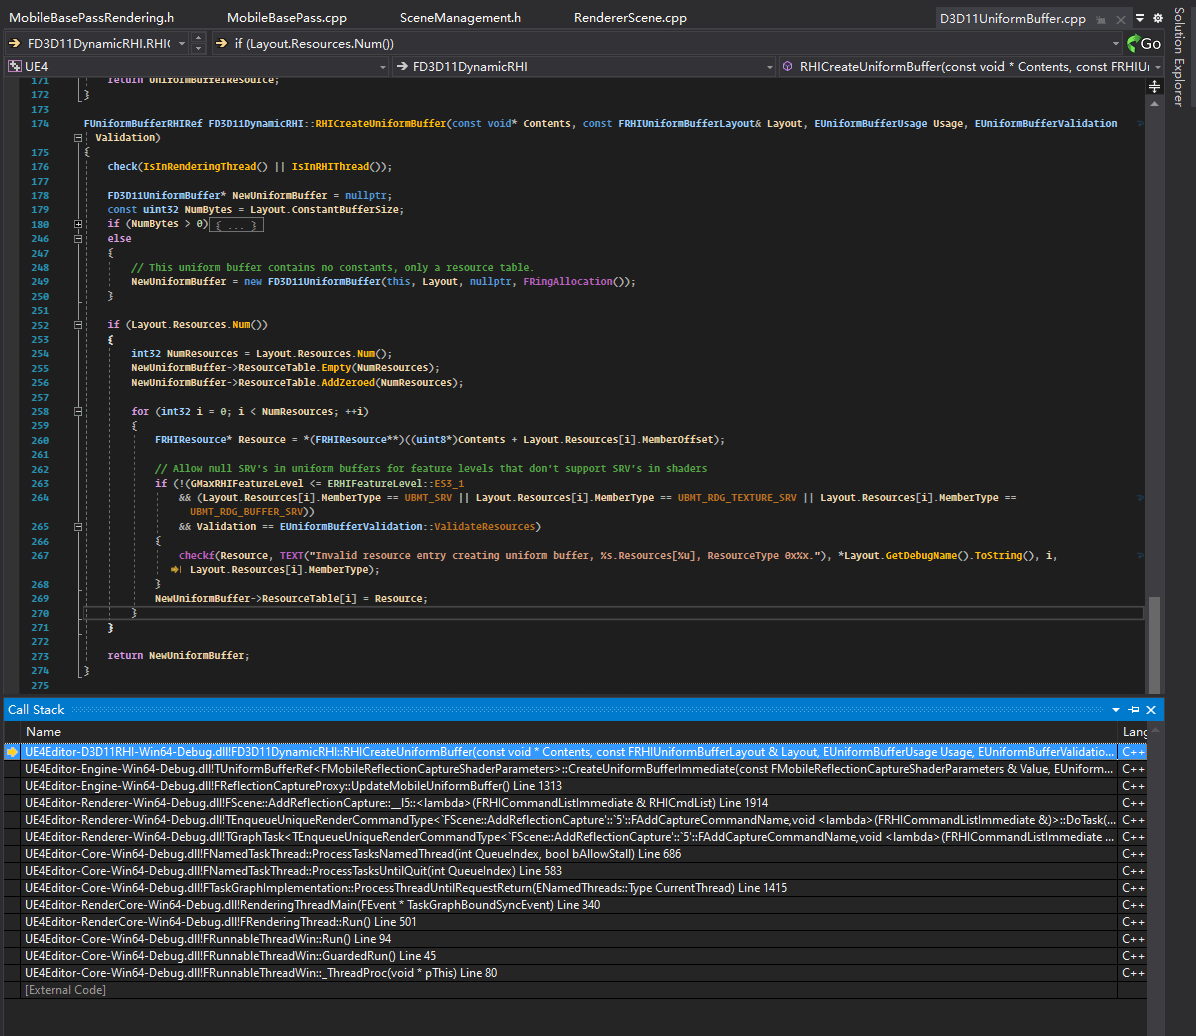 MobileBasePassRendering.h MobileBasePass.cpp SceneManagement.h RendererScene.cpp D3D11UniformBuffer.cpp
FD3D11DynamicRHI.RHIC if (Layout.Resources.Num()) Go
UE4 FD3D11DynamicRHI RHICreateUniformBuffer(const void * Contents, const FRHIU
Solution Explorer
171 return UniformBufferResource;
172 }
173
174 FUniformBufferRHIRef FD3D11DynamicRHI::RHICreateUniformBuffer(const void* Contents, const FRHIUniformBufferLayout& Layout, EUniformBufferUsage Usage, EUniformBufferValidation
Validation)
175 {
176 check(IsInRenderingThread() || IsInRHIThread());
177
178 FD3D11UniformBuffer* NewUniformBuffer = nullptr;
179 const uint32 NumBytes = Layout.ConstantBufferSize;
180 if (NumBytes > 0) { ... }
246 else
247 {
248 // This uniform buffer contains no constants, only a resource table.
249 NewUniformBuffer = new FD3D11UniformBuffer(this, Layout, nullptr, FRingAllocation());
250 }
251
252 if (Layout.Resources.Num())
253 {
254 int32 NumResources = Layout.Resources.Num();
255 NewUniformBuffer->ResourceTable.Empty(NumResources);
256 NewUniformBuffer->ResourceTable.AddZeroed(NumResources);
257
258 for (int32 i = 0; i < NumResources; ++i)
259 {
260 FRHIResource* Resource = *(FRHIResource**)((uint8*)Contents + Layout.Resources[i].MemberOffset);
261
262 // Allow null SRV's in uniform buffers for feature levels that don't support SRV's in shaders
263 if (!(GMaxRHIFeatureLevel <= ERHIFeatureLevel::ES3_1
264 && (Layout.Resources[i].MemberType == UBMT_SRV || Layout.Resources[i].MemberType == UBMT_RDG_TEXTURE_SRV || Layout.Resources[i].MemberType ==
UBMT_RDG_BUFFER_SRV))
265 && Validation == EUniformBufferValidation::ValidateResources)
266 {
267 checkf(Resource, TEXT("Invalid resource entry creating uniform buffer, %s.Resources[%u], ResourceType 0x%x."), *Layout.GetDebugName().ToString(), i,
Layout.Resources[i].MemberType);
268 }
269 NewUniformBuffer->ResourceTable[i] = Resource;
270 }
271 }
272
273 return NewUniformBuffer;
274 }
275
Call Stack
Name Lang
UE4Editor-D3D11RHI-Win64-Debug.dll!FD3D11DynamicRHI::RHICreateUniformBuffer(const void * Contents, const FRHIUniformBufferLayout & Layout, EUniformBufferUsage Usage, EUniformBufferValidatio... C++
UE4Editor-Engine-Win64-Debug.dll!TUniformBufferRef<FMobileReflectionCaptureShaderParameters>::CreateUniformBufferImmediate(const FMobileReflectionCaptureShaderParameters & Value, EUniform... C++
UE4Editor-Engine-Win64-Debug.dll!FReflectionCaptureProxy::UpdateMobileUniformBuffer() Line 1313 C++
UE4Editor-Renderer-Win64-Debug.dll!FScene::AddReflectionCapture::__l5::<lambda>(FRHICommandListImmediate & RHICmdList) Line 1914 C++
UE4Editor-Renderer-Win64-Debug.dll!TEnqueueUniqueRenderCommandType<`FScene::AddReflectionCapture'::`5'::FAddCaptureCommandName,void <lambda>(FRHICommandListImmediate &)>::DoTask(... C++
UE4Editor-Renderer-Win64-Debug.dll!TGraphTask<TEnqueueUniqueRenderCommandType<`FScene::AddReflectionCapture'::`5'::FAddCaptureCommandName,void <lambda>(FRHICommandListImmediate ... C++
UE4Editor-Core-Win64-Debug.dll!FNamedTaskThread::ProcessTasksNamedThread(int QueueIndex, bool bAllowStall) Line 686 C++
UE4Editor-Core-Win64-Debug.dll!FNamedTaskThread::ProcessTasksUntilQuit(int QueueIndex) Line 583 C++
UE4Editor-Core-Win64-Debug.dll!FTaskGraphImplementation::ProcessThreadUntilRequestReturn(ENamedThreads::Type CurrentThread) Line 1415 C++
UE4Editor-RenderCore-Win64-Debug.dll!RenderingThreadMain(FEvent * TaskGraphBoundSyncEvent) Line 340 C++
UE4Editor-RenderCore-Win64-Debug.dll!FRenderingThread::Run() Line 501 C++
UE4Editor-Core-Win64-Debug.dll!FRunnableThreadWin::Run() Line 94 C++
UE4Editor-Core-Win64-Debug.dll!FRunnableThreadWin::GuardedRun() Line 45 C++
UE4Editor-Core-Win64-Debug.dll!FRunnableThreadWin::_ThreadProc(void * pThis) Line 80 C++
[External Code]